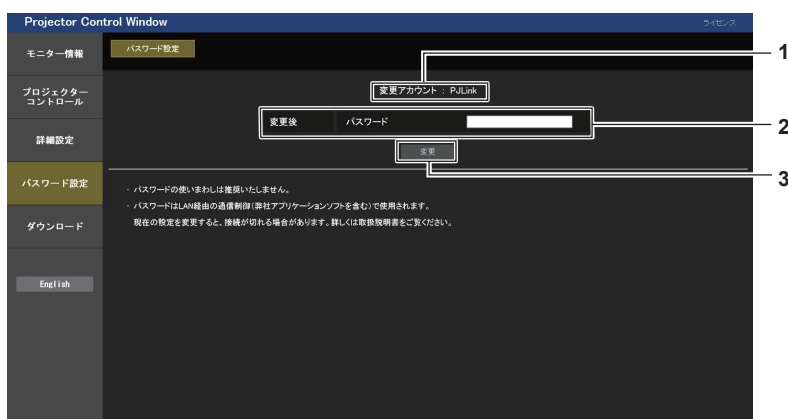 Projector Control Window
ライセンス
モニター情報
パスワード設定
1
変更アカウント : PJLink
プロジェクター
コントロール
変更後 パスワード
2
詳細設定
変更
3
パスワード設定
・ パスワードの使いまわしは推奨いたしません。
・ パスワードはLAN経由の通信制御(弊社アプリケーションソフトを含む)で使用されます。
現在の設定を変更すると、接続が切れる場合があります。詳しくは取扱説明書をご覧ください。
ダウンロード
English